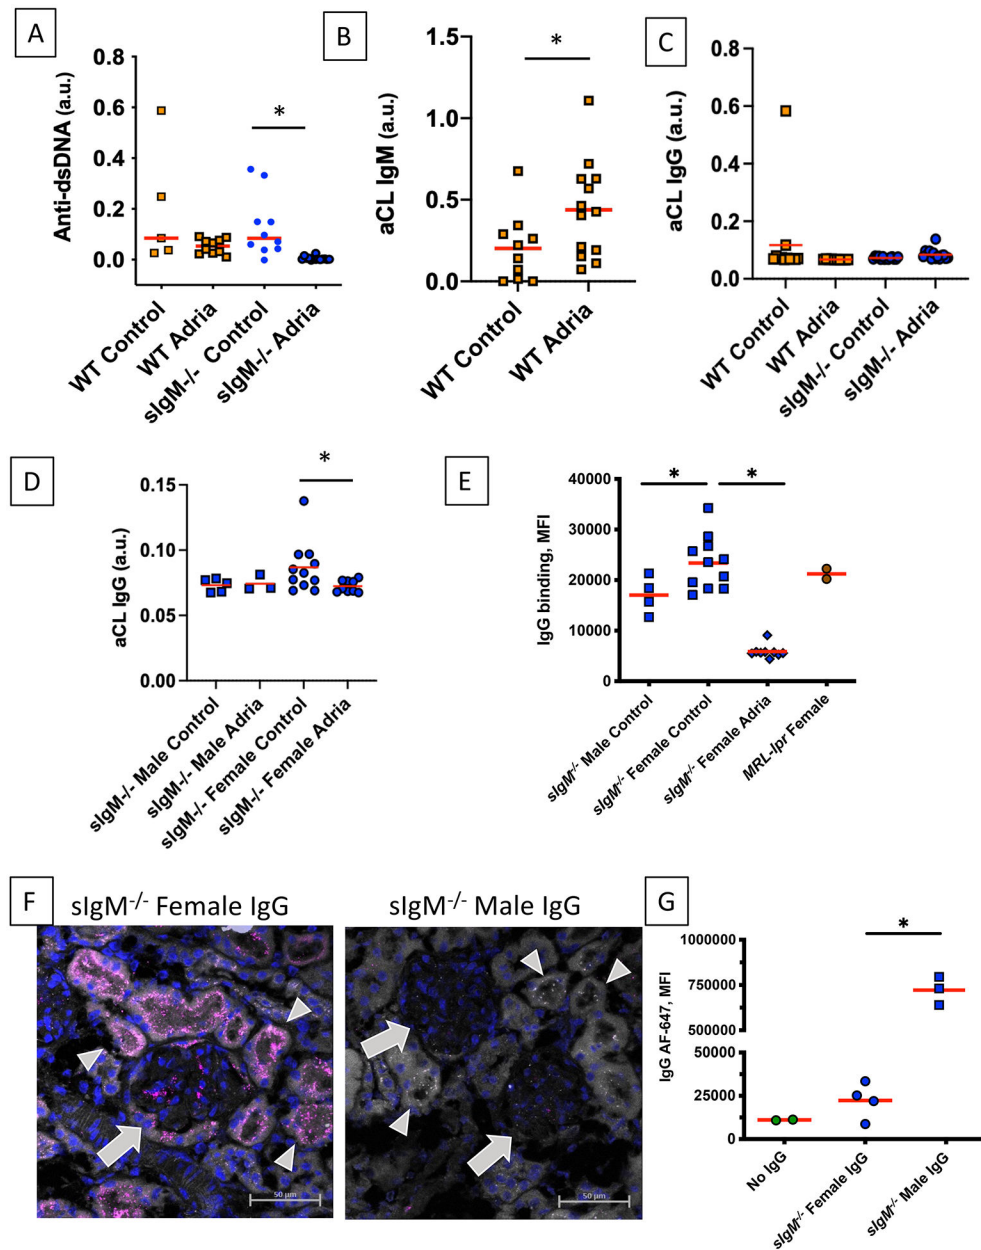 A
Anti-dsDNA (a.u.)
0.8
0.6
0.4
0.2
0.0
*
WT Control
WT Adria
sIgM-/- Control
sIgM-/- Adria
B
aCL IgM (a.u.)
1.5
1.0
0.5
0.0
*
WT Control
WT Adria
C
aCL IgG (a.u.)
0.8
0.6
0.4
0.2
0.0
WT Control
WT Adria
sIgM-/- Control
sIgM-/- Adria
D
aCL IgG (a.u.)
0.15
0.10
0.05
0.00
*
sIgM-/- Male Control
sIgM-/- Male Adria
sIgM-/- Female Control
sIgM-/- Female Adria
E
IgG binding, MFI
40000
30000
20000
10000
0
*
*
sIgM-/- Male Control
sIgM-/- Female Control
sIgM-/- Female Adria
MRL-lpr Female
F
sIgM-/- Female IgG
sIgM-/- Male IgG
50 µm
50 µm
G
IgG AF-647, MFI
1000000
750000
500000
50000
25000
0
*
No IgG
sIgM-/- Female IgG
sIgM-/- Male IgG